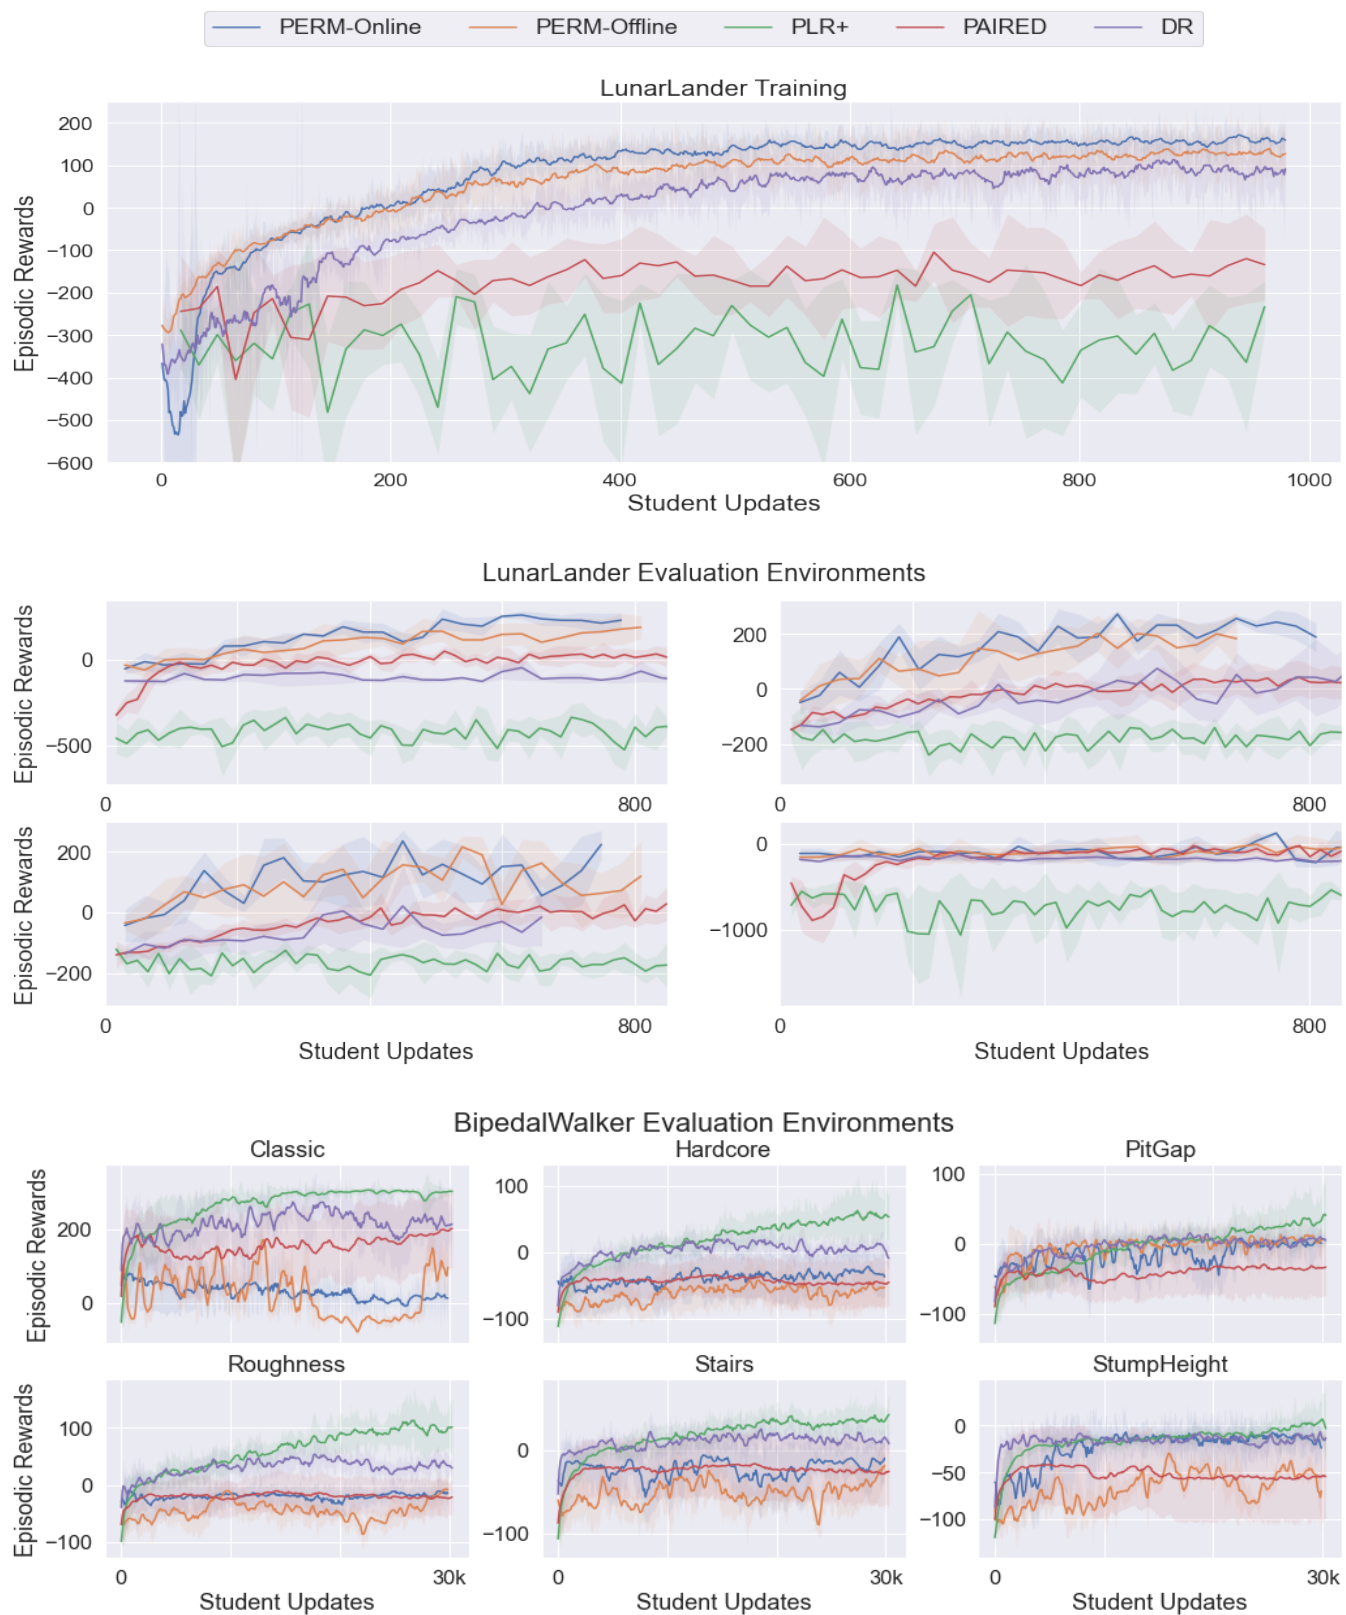 PERM-Online PERM-Offline PLR+ PAIRED DR
LunarLander Training
Episodic Rewards
200
100
0
−100
−200
−300
−400
−500
−600
0 200 400 600 800 1000
Student Updates
LunarLander Evaluation Environments
Episodic Rewards
0
−500
0 800
200
0
−200
0 800
Episodic Rewards
200
0
−200
0 800
Student Updates
0
−1000
0 800
Student Updates
BipedalWalker Evaluation Environments
Classic
Episodic Rewards
200
0
Hardcore
100
0
−100
PitGap
100
0
−100
Roughness
Episodic Rewards
100
0
−100
0 30k
Student Updates
Stairs
0
−100
0 30k
Student Updates
StumpHeight
0
−50
−100
0 30k
Student Updates